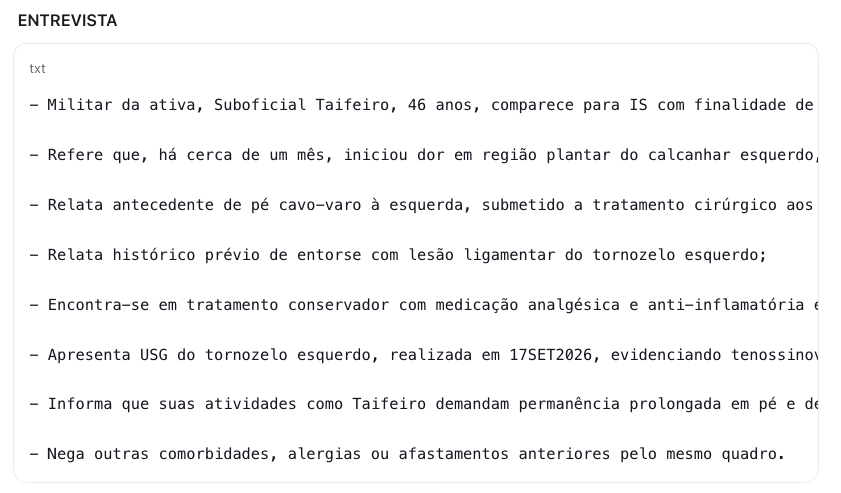 ENTREVISTA
txt
– Militar da ativa, Suboficial Taifeiro, 46 anos, comparece para IS com finalidade de
– Refere que, há cerca de um mês, iniciou dor em região plantar do calcanhar esquerdo,
– Relata antecedente de pé cavo-varo à esquerda, submetido a tratamento cirúrgico aos
– Relata histórico prévio de entorse com lesão ligamentar do tornozelo esquerdo;
– Encontra-se em tratamento conservador com medicação analgésica e anti-inflamatória
– Apresenta USG do tornozelo esquerdo, realizada em 17SET2026, evidenciando
– Informa que suas atividades como Taifeiro demandam permanência prolongada em pé e
– Nega outras comorbidades, alergias ou afastamentos anteriores pelo mesmo quadro.